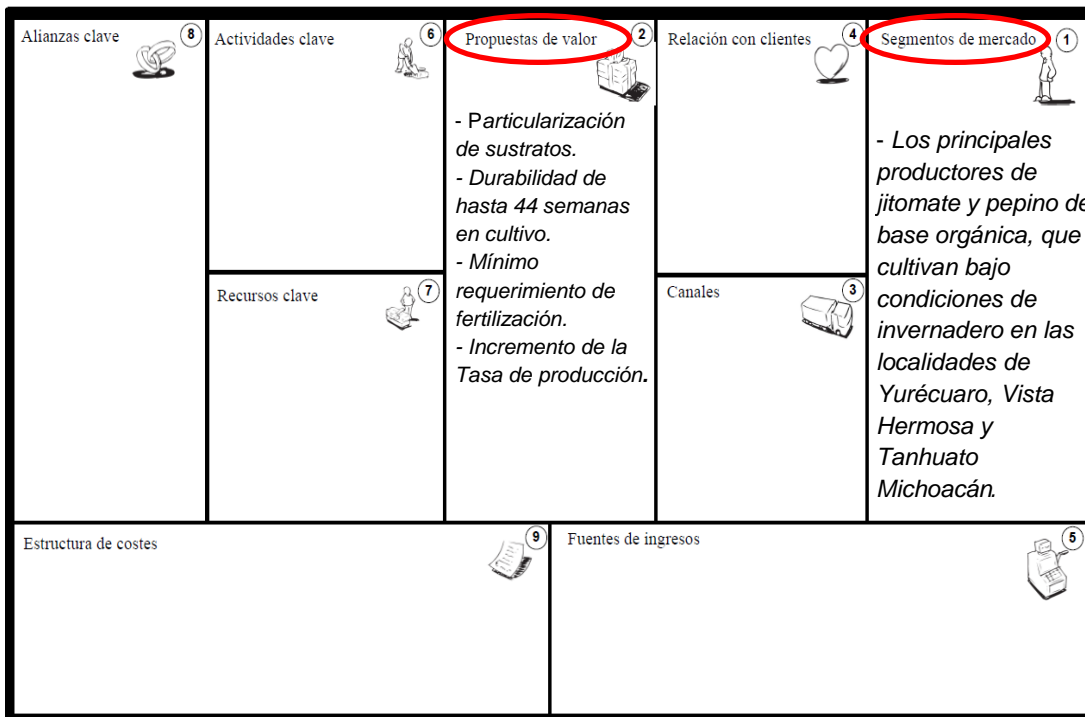 Alianzas clave
8
Actividades clave
6
Propuestas de valor
2
- Particularización
de sustratos.
- Durabilidad de
hasta 44 semanas
en cultivo.
- Mínimo
requerimiento de
fertilización.
- Incremento de la
Tasa de producción.
Relación con clientes
4
Segmentos de mercado
1
- Los principales
productores de
jitomate y pepino de
base orgánica, que
cultivan bajo
condiciones de
invernadero en las
localidades de
Yurécuaro, Vista
Hermosa y
Tanhuato
Michoacán.
Recursos clave
7
Canales
3
Estructura de costes
9
Fuentes de ingresos
5